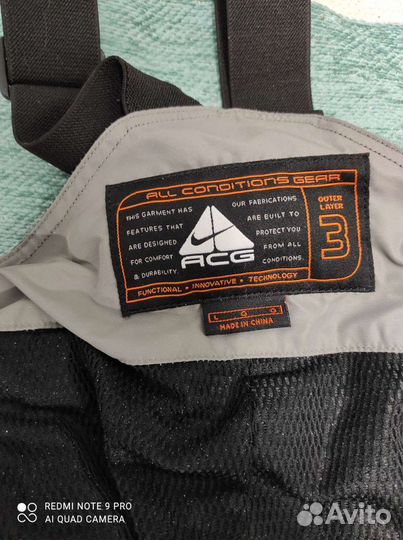 ALL CONDITIONS GEAR
THIS GARMENT HAS
FEATURES THAT
ARE DESIGNED
FOR COMFORT
& DURABILITY.
ACG
OUR FABRICATIONS
ARE BUILT TO
PROTECT YOU
FROM ALL
CONDITIONS.
OUTER
LAYER
3
FUNCTIONAL • INNOVATIVE • TECHNOLOGY
L G G
MADE IN CHINA
REDMI NOTE 9 PRO
AI QUAD CAMERA
Avito